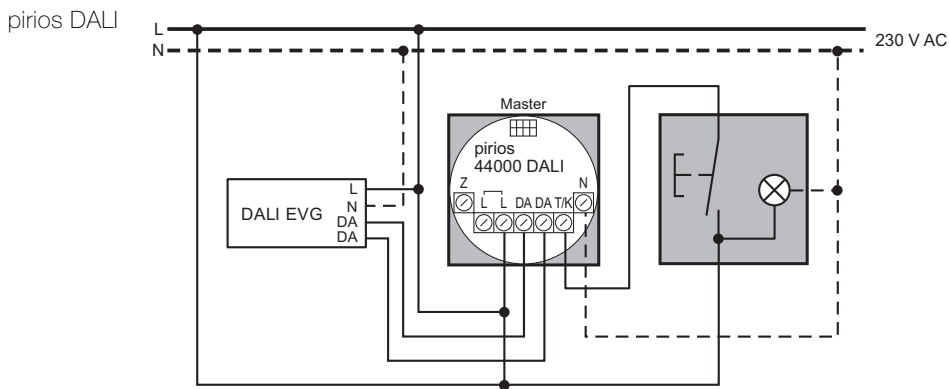 pirios DALI
L
N
230 V AC
Master
pirios
44000 DALI
Z
N
L L DA DA T/K
DALI EVG
L
N
DA
DA